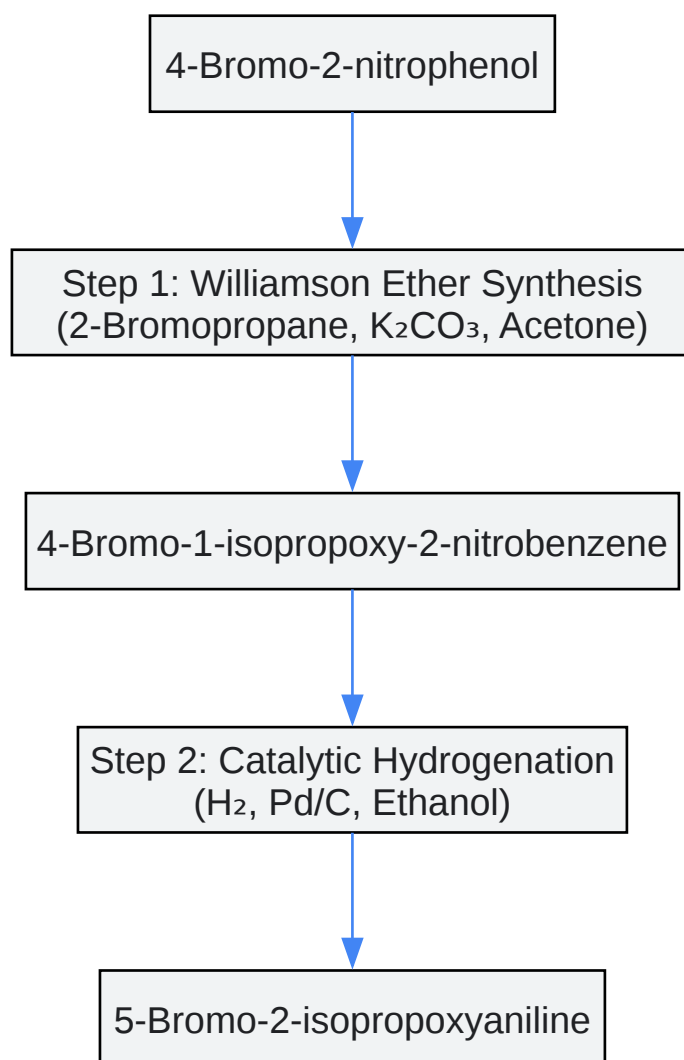 4-Bromo-2-nitrophenol
Step 1: Williamson Ether Synthesis
(2-Bromopropane, K₂CO₃, Acetone)
4-Bromo-1-isopropoxy-2-nitrobenzene
Step 2: Catalytic Hydrogenation
(H₂, Pd/C, Ethanol)
5-Bromo-2-isopropoxyaniline